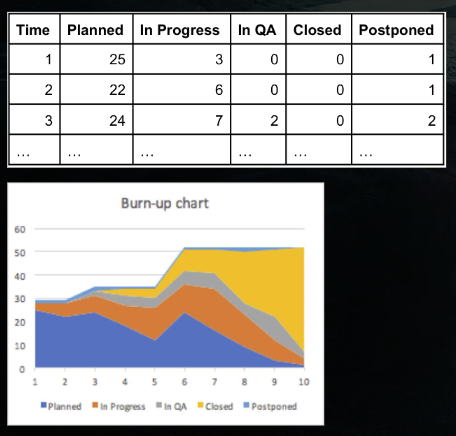 Time Planned In Progress In QA Closed Postponed
1 25 3 0 0 1
2 22 6 0 0 1
3 24 7 2 0 2
... ... ... ... ... ...
Burn-up chart
60
50
40
30
20
10
0
1 2 3 4 5 6 7 8 9 10
Planned In Progress In QA Closed Postponed